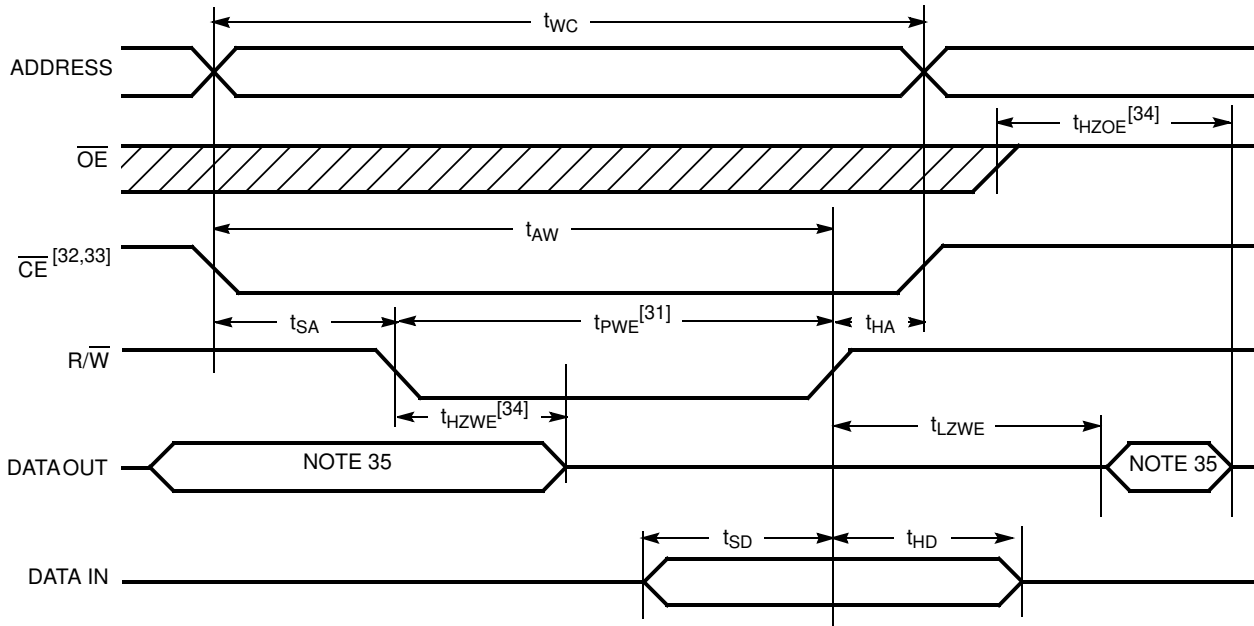 tWC
ADDRESS
tHZOE[34]
OE
tAW
CE [32,33]
tSA
tPWE[31]
tHA
R/W
tHZWE[34]
tLZWE
DATA OUT
NOTE 35
NOTE 35
tSD
tHD
DATA IN